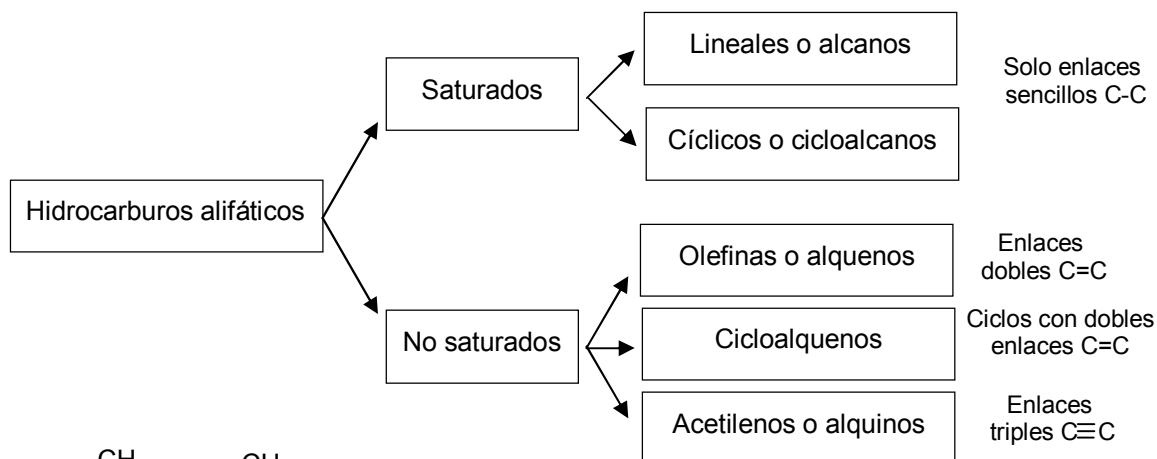 Lineales o alcanos
Solo enlaces
sencillos C-C
Saturados
Cíclicos o cicloalcanos
Hidrocarburos alifáticos
Olefinas o alquenos
Enlaces
dobles C=C
No saturados
Cicloalquenos
Ciclos con dobles
enlaces C=C
Acetilenos o alquinos
Enlaces
triples C≡C
CH